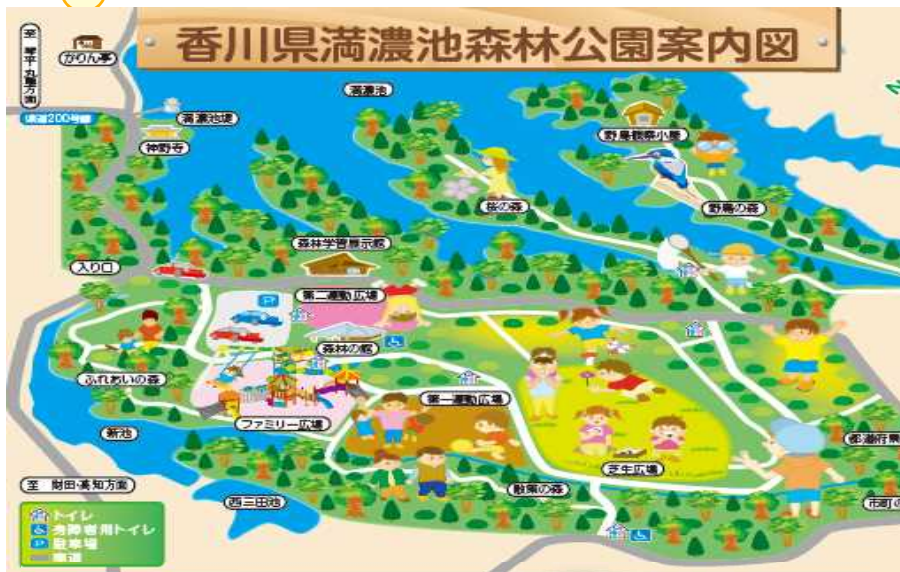 香川県満濃池森林公園案内図
至 琴平・丸亀方面
かりん亭
県道200号線
満濃池堤
神野寺
満濃池
野鳥観察小屋
桜の森
野鳥の森
森林学習展示館
入り口
P
第二運動広場
森林の館
ふれあいの森
ファミリー広場
第一運動広場
新池
芝生広場
都道府県
至 財田・高知方面
西三田池
散策の森
市町の
トイレ
身障者用トイレ
P 駐車場
車道